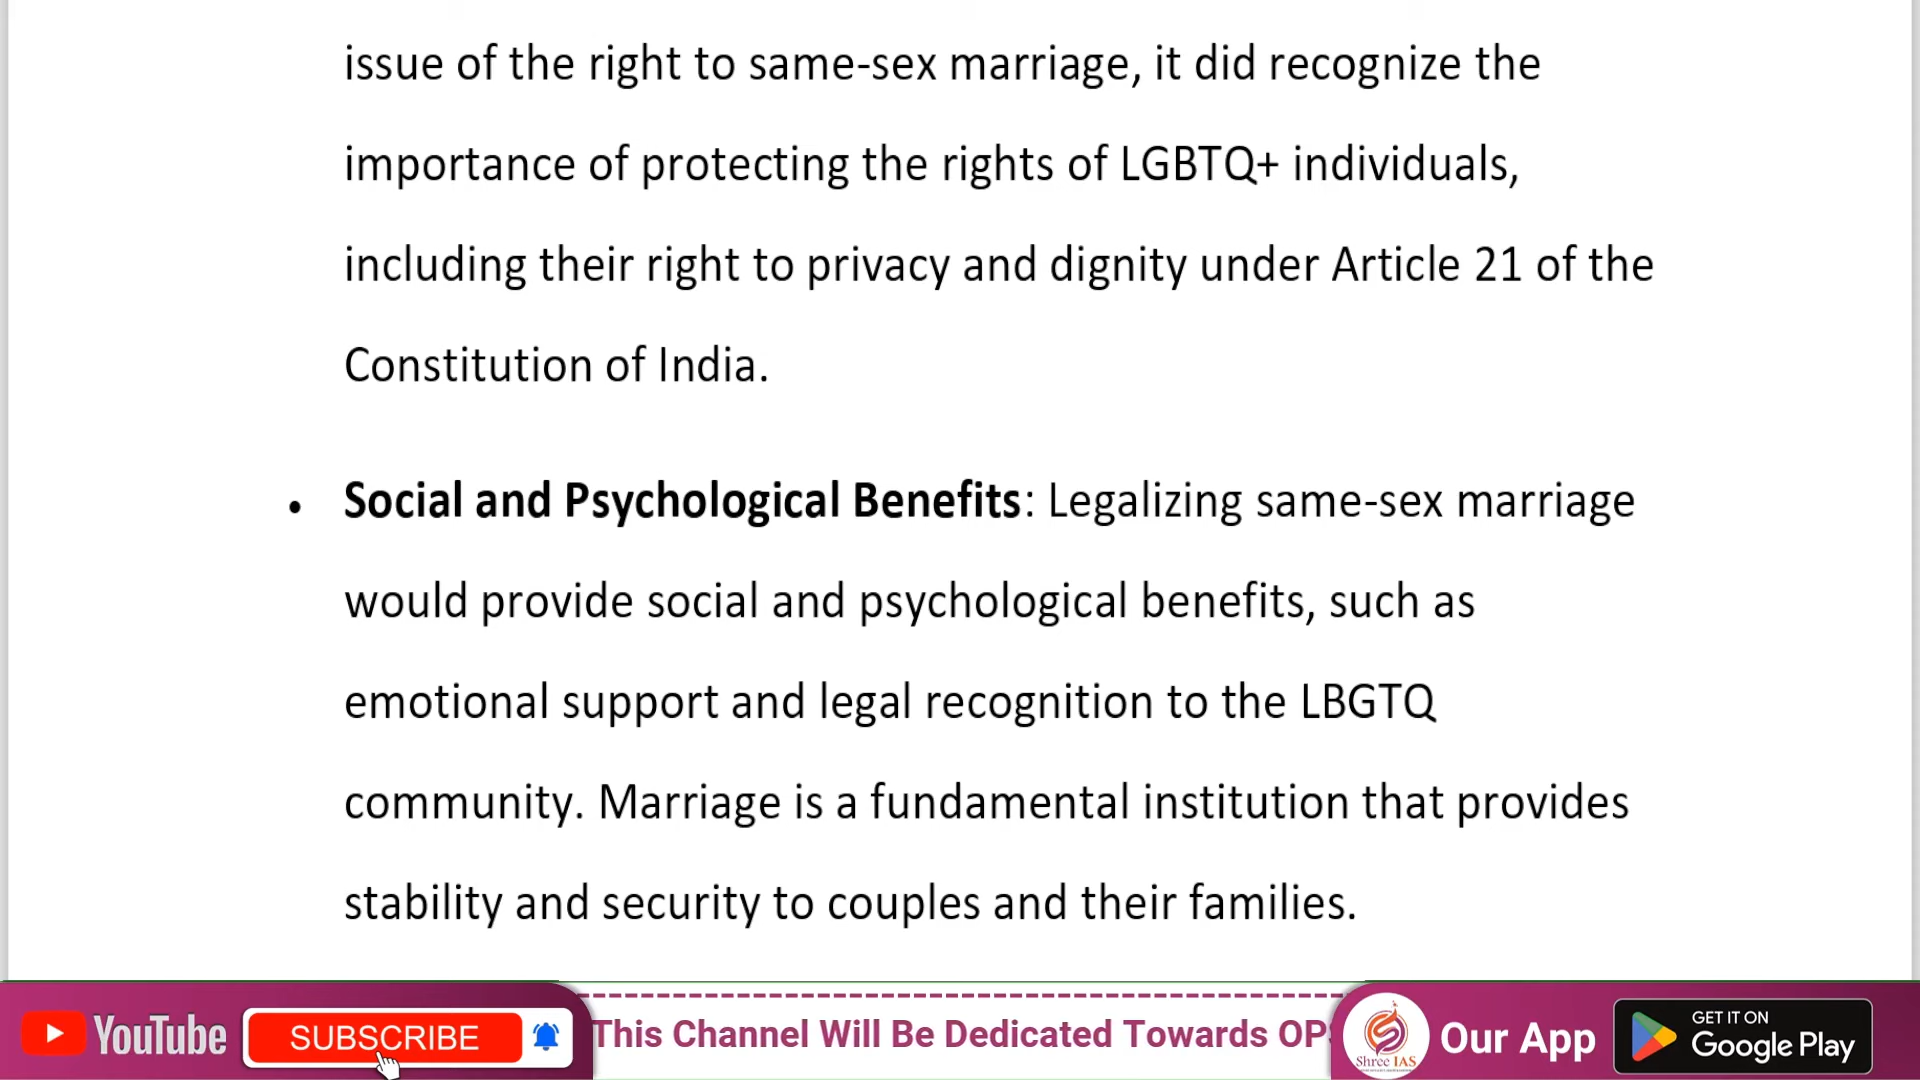 issue of the right to same-sex marriage, it did recognize the
importance of protecting the rights of LGBTQ+ individuals,
including their right to privacy and dignity under Article 21 of the
Constitution of India.
• Social and Psychological Benefits: Legalizing same-sex marriage
would provide social and psychological benefits, such as
emotional support and legal recognition to the LBGTQ
community. Marriage is a fundamental institution that provides
stability and security to couples and their families.
YouTube SUBSCRIBE
This Channel Will Be Dedicated Towards
Shree IAS
Our App
GET IT ON
Google Play